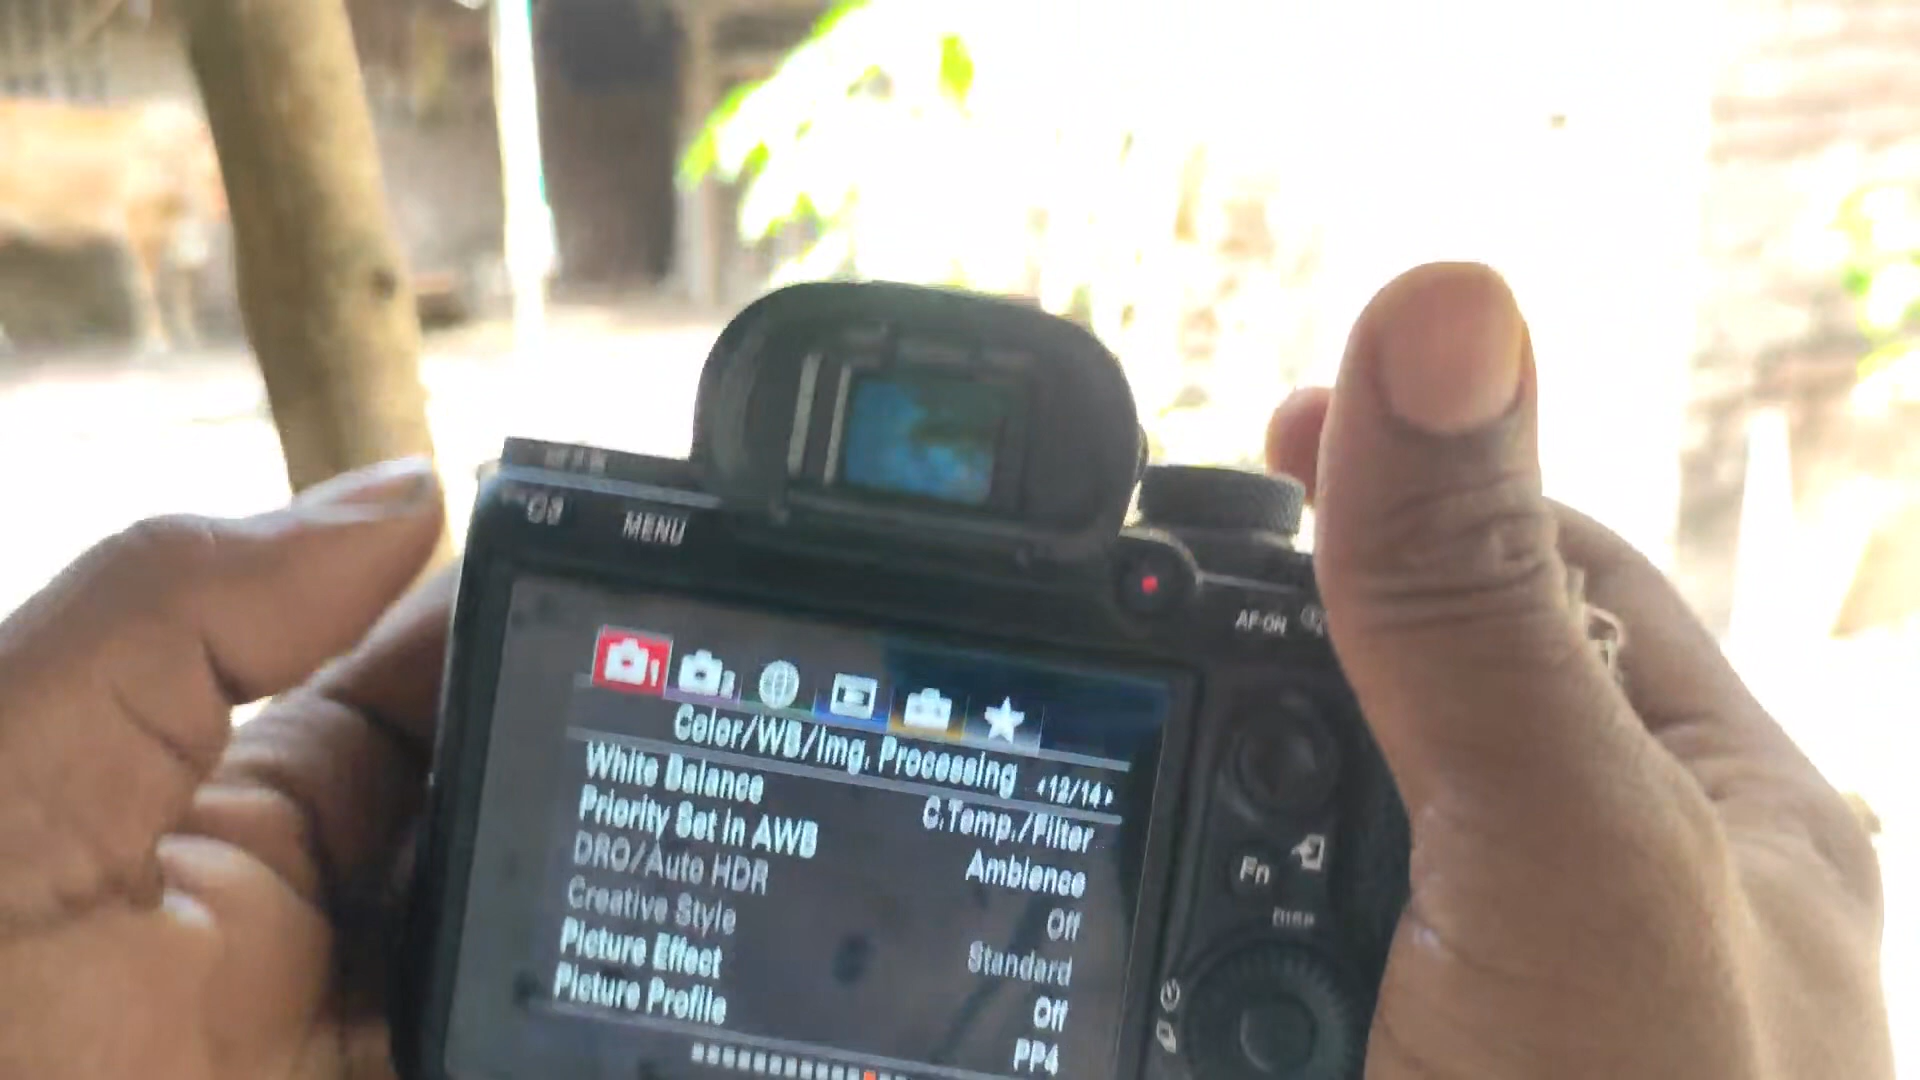 MENU
AF-ON
Color/WB/Img. Processing 12/14
White Balance C.Temp./Filter
Priority Set in AWB Ambience
DRO/Auto HDR Off
Creative Style Standard
Picture Effect Off
Picture Profile PP4
Fn
DISP